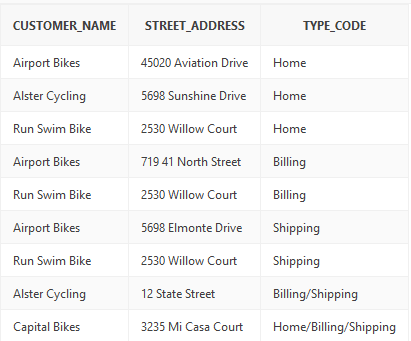 CUSTOMER_NAME STREET_ADDRESS TYPE_CODE
Airport Bikes 45020 Aviation Drive Home
Alster Cycling 5698 Sunshine Drive Home
Run Swim Bike 2530 Willow Court Home
Airport Bikes 719 41 North Street Billing
Run Swim Bike 2530 Willow Court Billing
Airport Bikes 5698 Elmonte Drive Shipping
Run Swim Bike 2530 Willow Court Shipping
Alster Cycling 12 State Street Billing/Shipping
Capital Bikes 3235 Mi Casa Court Home/Billing/Shipping